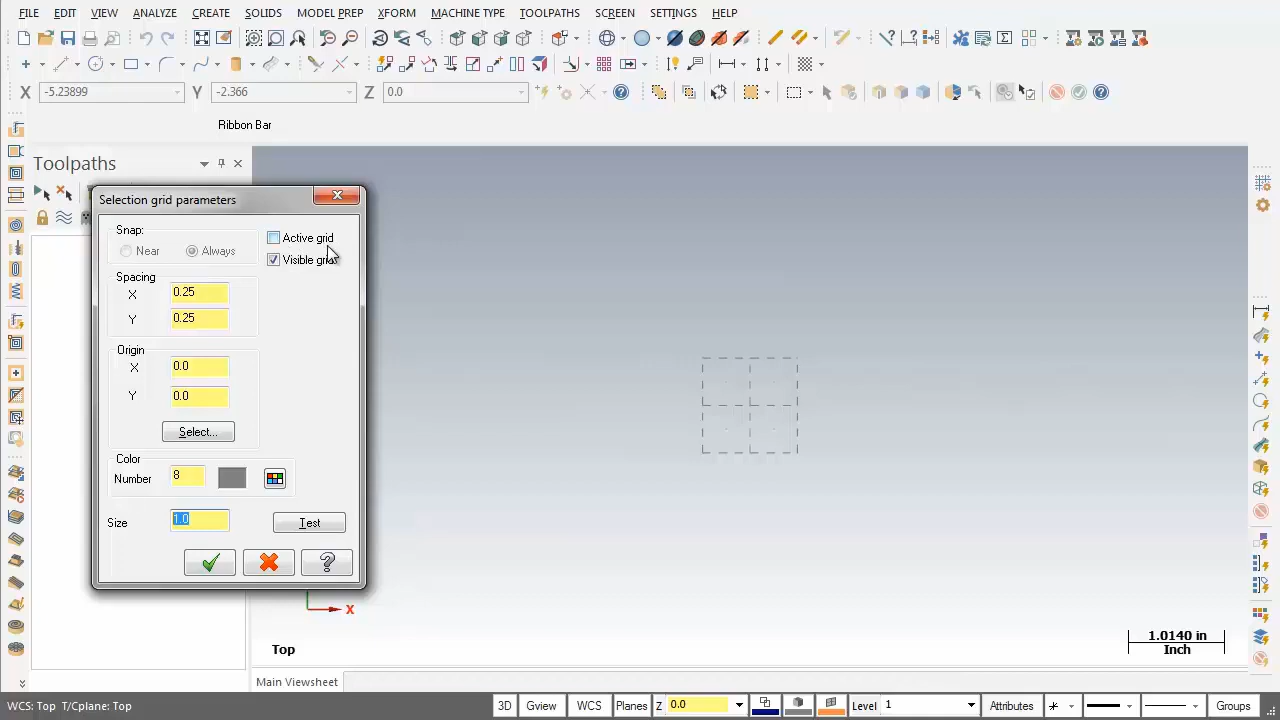 FILE EDIT VIEWS ANALYZE CREATE SOLIDS MODEL PREP XFORM MACHINE TYPE TOOLPATHS SCREEN SETTINGS HELP
X -5.23899 Y -2.366 Z 0.0
Ribbon Bar
Toolpaths
Selection grid parameters
Snap:
Near Always
Active grid
Visible grid
Spacing
X 0.25
Y 0.25
Origin
X 0.0
Y 0.0
Select...
Color
Number 8
Size 1.0 Test
X
Top
1.0140 in
Inch
Main Viewsheet
WCS: Top T/Cplane: Top 3D Gview WCS Planes Z 0.0 Level 1 Attributes Groups